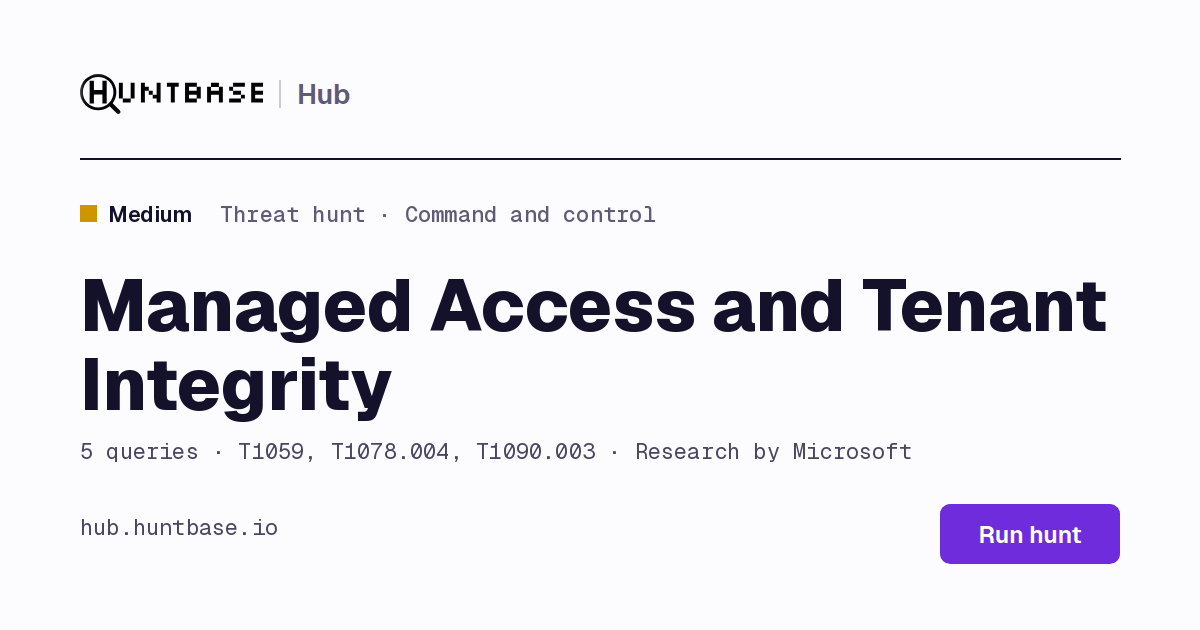 HUNTBASE | Hub
Medium Threat hunt · Command and control
Managed Access and Tenant
Integrity
5 queries · T1059, T1078.004, T1090.003 · Research by Microsoft
hub.huntbase.io
Run hunt